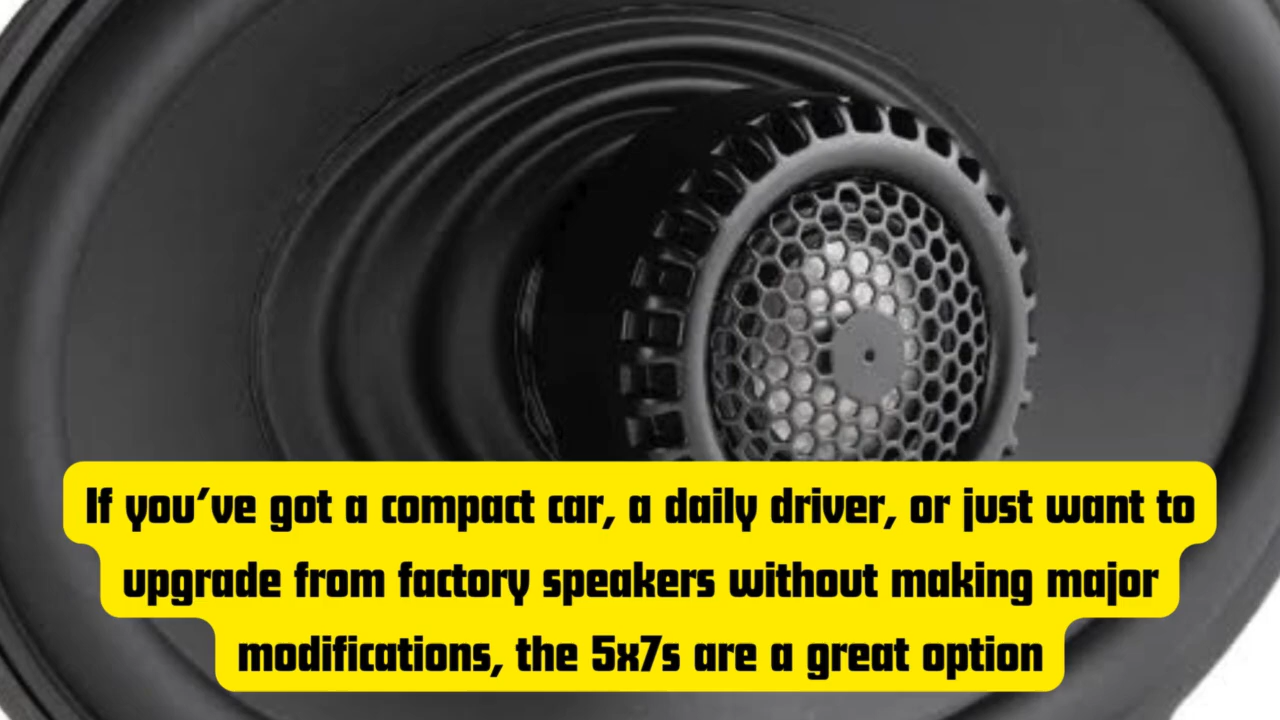 If you’ve got a compact car, a daily driver, or just want to
upgrade from factory speakers without making major
modifications, the 5x7s are a great option